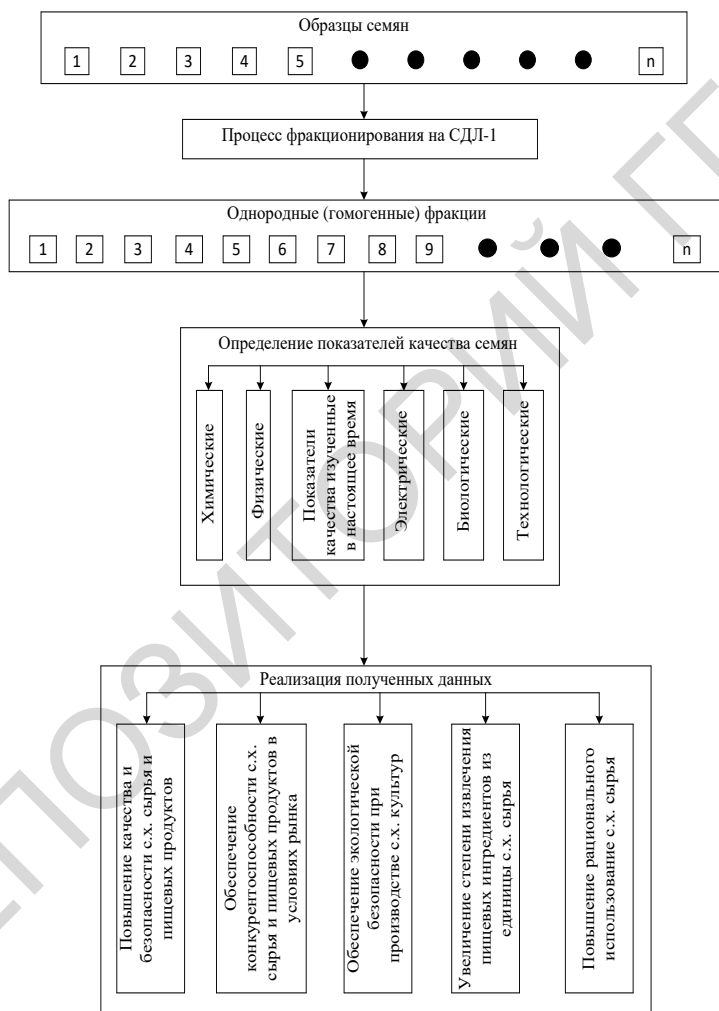 Образцы семян
1 2 3 4 5 n
Процесс фракционирования на СДЛ-1
Однородные (гомогенные) фракции
1 2 3 4 5 6 7 8 9 n
Определение показателей качества семян
Химические
Физические
Показатели
качества изученные
в настоящее время
Электрические
Биологические
Технологические
Реализация полученных данных
Повышение качества и
безопасности с.х. сырья и
пищевых продуктов
Обеспечение
конкурентоспособности с.х.
сырья и пищевых продуктов в
условиях рынка
Обеспечение экологической
безопасности при
производстве с.х. культур
Увеличение степени извлечения
пищевых ингредиентов из
единицы с.х. сырья
Повышение рационального
использование с.х. сырья